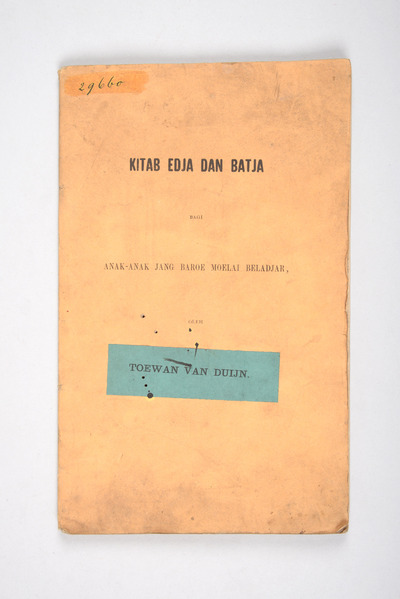 29660
KITAB EDJA DAN BATJA
BAGI
ANAK-ANAK JANG BAROE MOELAI BELADJAR,
OLEH
TOEWAN VAN DUIJN.